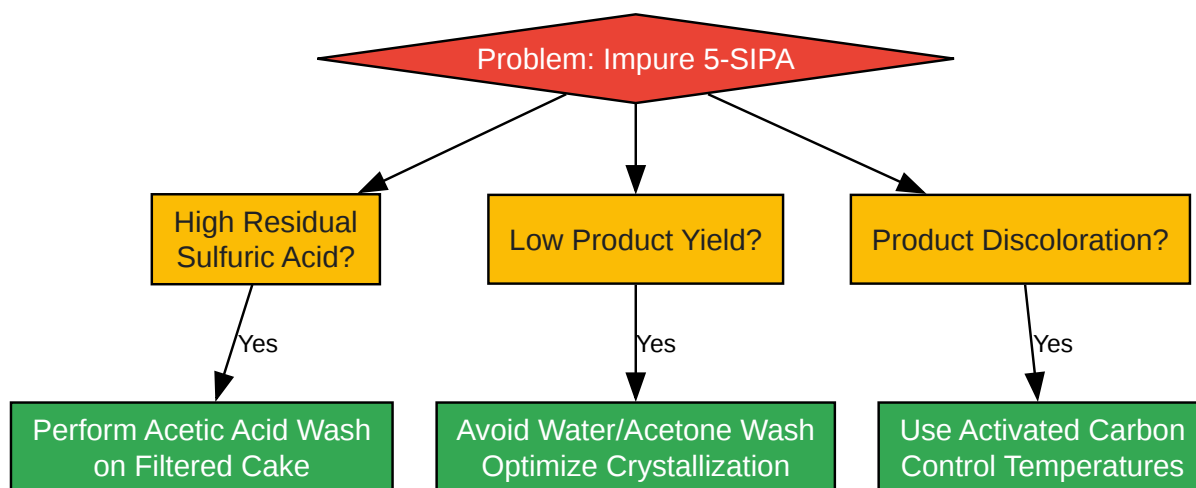 Problem: Impure 5-SIPA
High Residual
Sulfuric Acid?
Low Product Yield?
Product Discoloration?
Yes
Yes
Yes
Perform Acetic Acid Wash
on Filtered Cake
Avoid Water/Acetone Wash
Optimize Crystallization
Use Activated Carbon
Control Temperatures